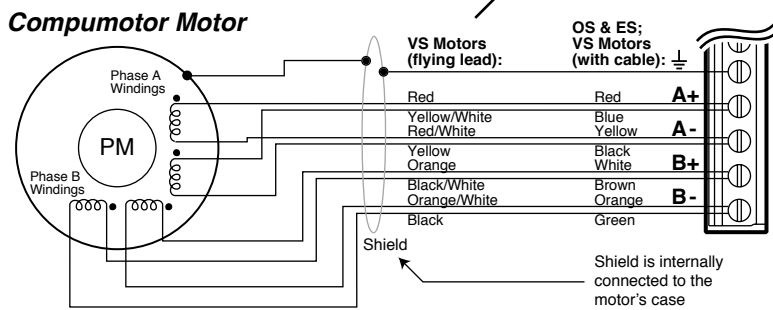 Compumotor Motor
VS Motors
(flying lead):
OS & ES;
VS Motors
(with cable):
Phase A
Windings
PM
Phase B
Windings
Red Red A+
Yellow/White Blue
Red/White Yellow A-
Yellow Black
Orange White B+
Black/White Brown
Orange/White Orange B-
Black Green
Shield
Shield is internally
connected to the
motor's case